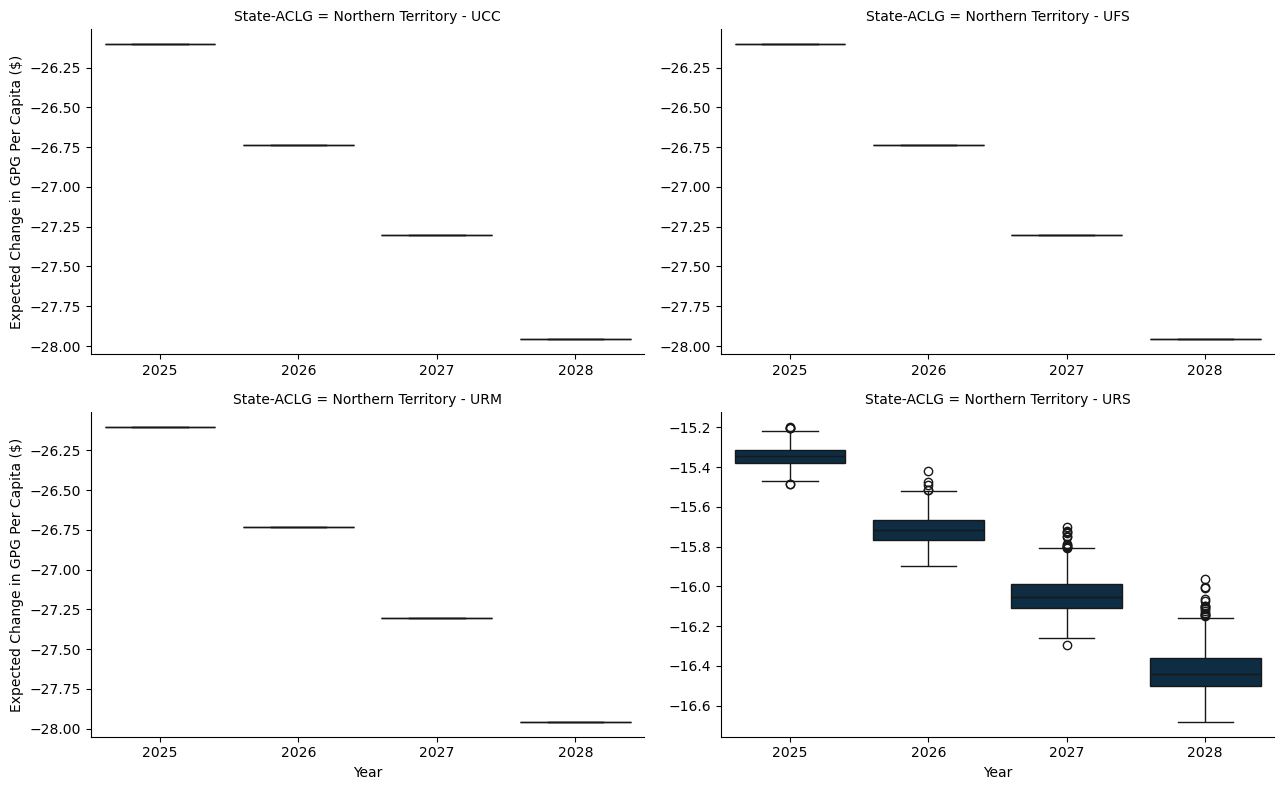 State-ACLG = Northern Territory - UCC
Expected Change in GPG Per Capita ($)
−26.25
−26.50
−26.75
−27.00
−27.25
−27.50
−27.75
−28.00
2025 2026 2027 2028
State-ACLG = Northern Territory - UFS
−26.25
−26.50
−26.75
−27.00
−27.25
−27.50
−27.75
−28.00
2025 2026 2027 2028
State-ACLG = Northern Territory - URM
Expected Change in GPG Per Capita ($)
−26.25
−26.50
−26.75
−27.00
−27.25
−27.50
−27.75
−28.00
2025 2026 2027 2028
Year
State-ACLG = Northern Territory - URS
−15.2
−15.4
−15.6
−15.8
−16.0
−16.2
−16.4
−16.6
2025 2026 2027 2028
Year